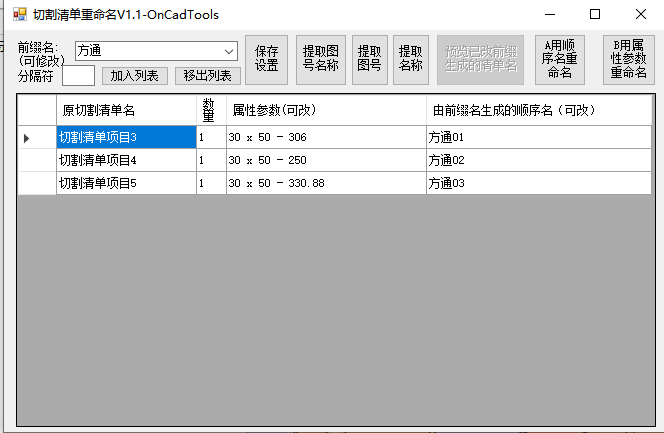 切割清单重命名V1.1-OnCadTools
前缀名:
(可修改)
方通
分隔符
加入列表
移出列表
保存
设置
提取图
号名称
提取
图号
提取
名称
预览已改前缀
生成的清单名
A用顺
序名重
命名
B用属
性参数
重命名
原切割清单名 数量 属性参数(可改) 由前缀名生成的顺序名（可改）
切割清单项目3 1 30 x 50 - 306 方通01
切割清单项目4 1 30 x 50 - 250 方通02
切割清单项目5 1 30 x 50 - 330.88 方通03